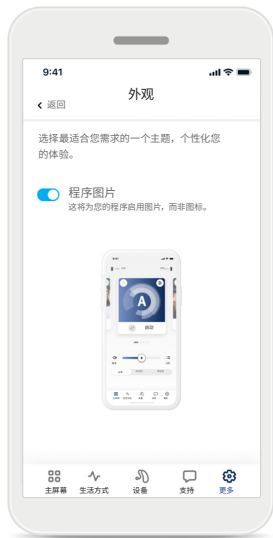 9:41
外观
返回
选择最适合您需求的一个主题，个性化您
的体验。
程序图片
这将为您的程序启用图片，而非图标。
A
启动
主屏幕 生活方式 设备 支持 更多